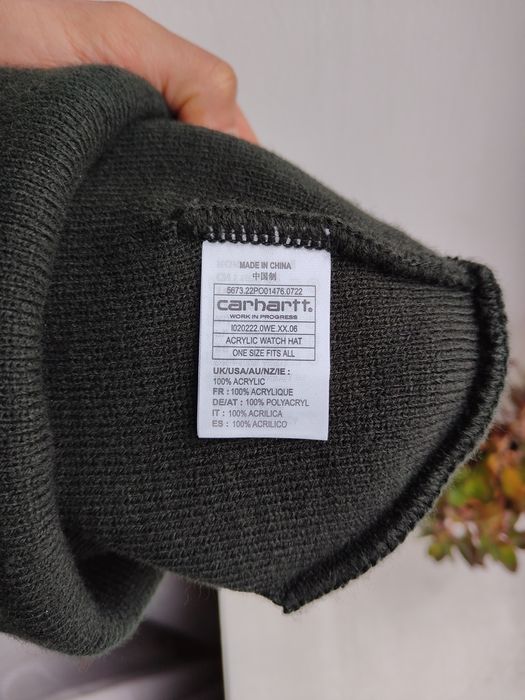 MADE IN CHINA
中国制
5673.22PO01476.0722
carhartt.
WORK IN PROGRESS
I020222.0WE.XX.06
ACRYLIC WATCH HAT
ONE SIZE FITS ALL
UK/USA/AU/NZ/IE :
100% ACRYLIC
FR : 100% ACRYLIQUE
DE/AT : 100% POLYACRYL
IT : 100% ACRILICA
ES : 100% ACRILICO